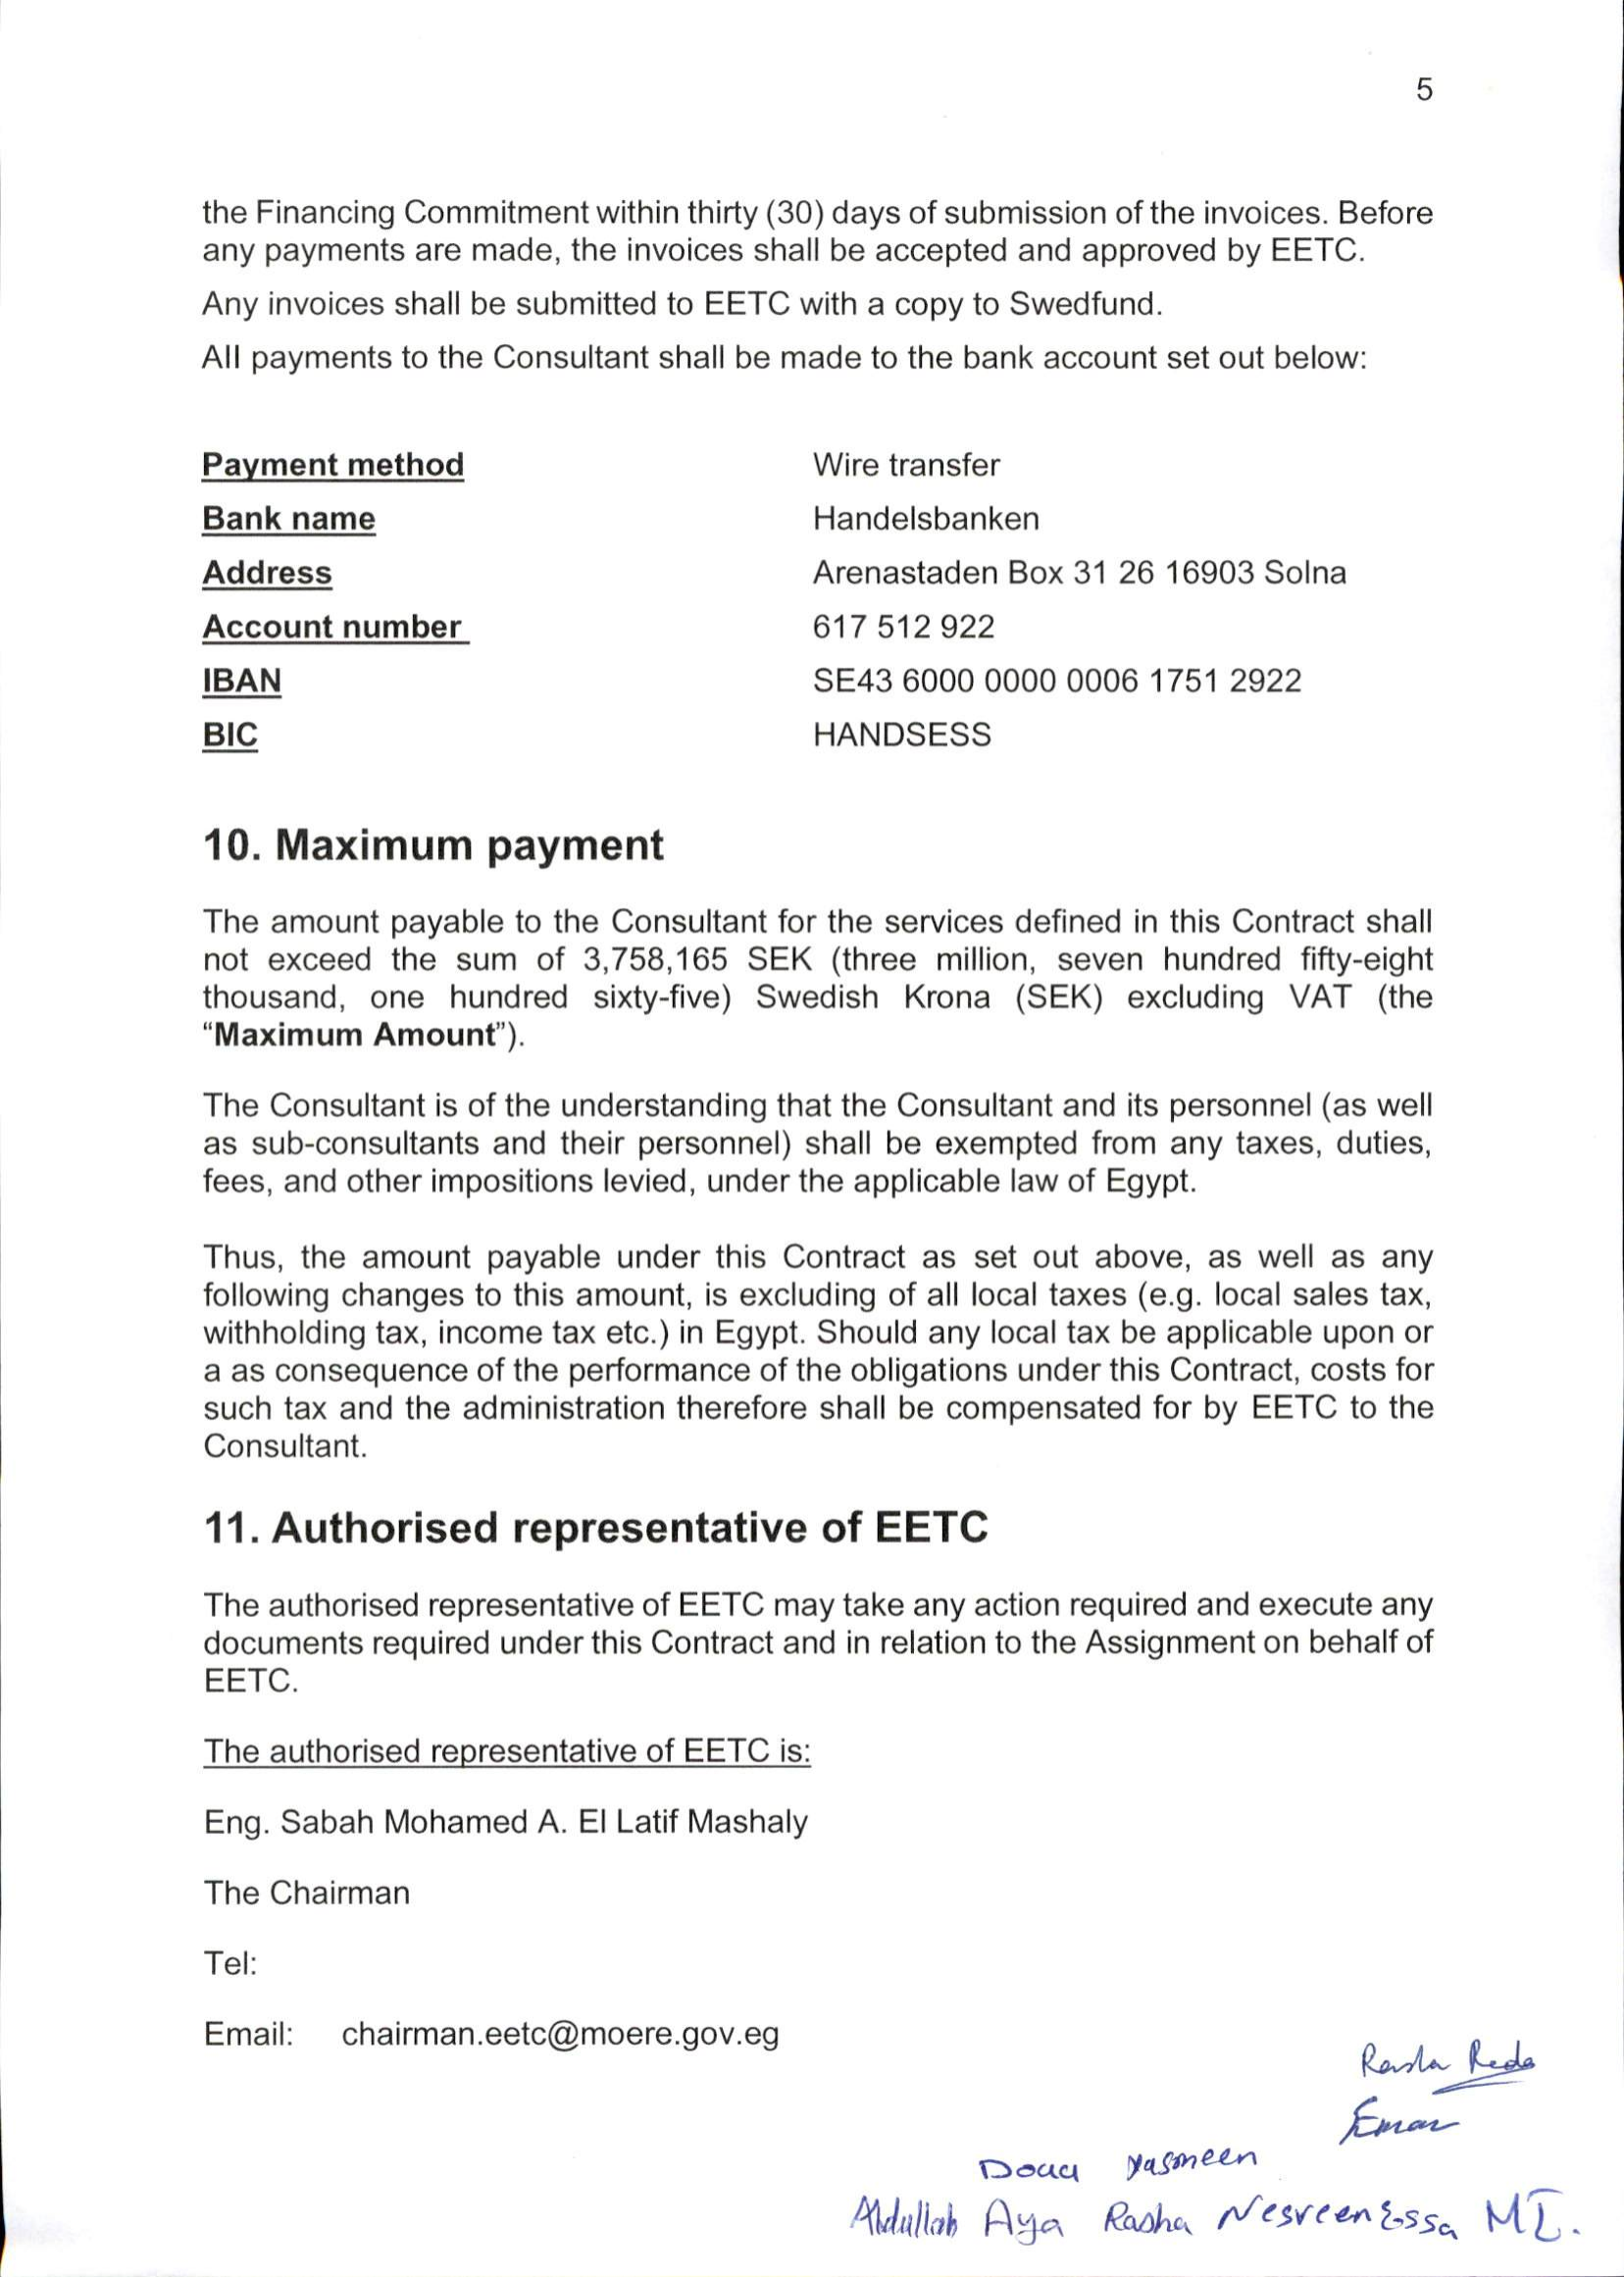 5
the Financing Commitment within thirty (30) days of submission of the invoices. Before
any payments are made, the invoices shall be accepted and approved by EETC.
Any invoices shall be submitted to EETC with a copy to Swedfund.
All payments to the Consultant shall be made to the bank account set out below:
Payment method Wire transfer
Bank name Handelsbanken
Address Arenastaden Box 31 26 16903 Solna
Account number 617 512 922
IBAN SE43 6000 0000 0006 1751 2922
BIC HANDSESS
10. Maximum payment
The amount payable to the Consultant for the services defined in this Contract shall
not exceed the sum of 3,758,165 SEK (three million, seven hundred fifty-eight
thousand, one hundred sixty-five) Swedish Krona (SEK) excluding VAT (the
“Maximum Amount”).
The Consultant is of the understanding that the Consultant and its personnel (as well
as sub-consultants and their personnel) shall be exempted from any taxes, duties,
fees, and other impositions levied, under the applicable law of Egypt.
Thus, the amount payable under this Contract as set out above, as well as any
following changes to this amount, is excluding of all local taxes (e.g. local sales tax,
withholding tax, income tax etc.) in Egypt. Should any local tax be applicable upon or
a as consequence of the performance of the obligations under this Contract, costs for
such tax and the administration therefore shall be compensated for by EETC to the
Consultant.
11. Authorised representative of EETC
The authorised representative of EETC may take any action required and execute any
documents required under this Contract and in relation to the Assignment on behalf of
EETC.
The authorised representative of EETC is:
Eng. Sabah Mohamed A. El Latif Mashaly
The Chairman
Tel:
Email: chairman.eetc@moere.gov.eg
Rasha Reda
Eman
Doaa Yasmeen
Abdullah Aya Rasha Nesreen Essa MI.